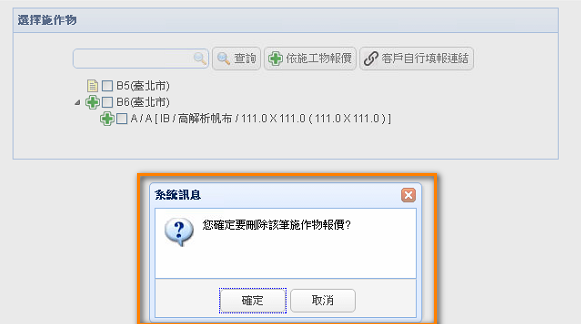 選擇施作物
查詢
依施工物報價
客戶自行填報連結
B5(臺北市)
B6(臺北市)
A / A [ IB / 高解析帆布 / 111.0 X 111.0 ( 111.0 X 111.0 ) ]
系統訊息
您確定要刪除該筆施作物報價?
確定
取消